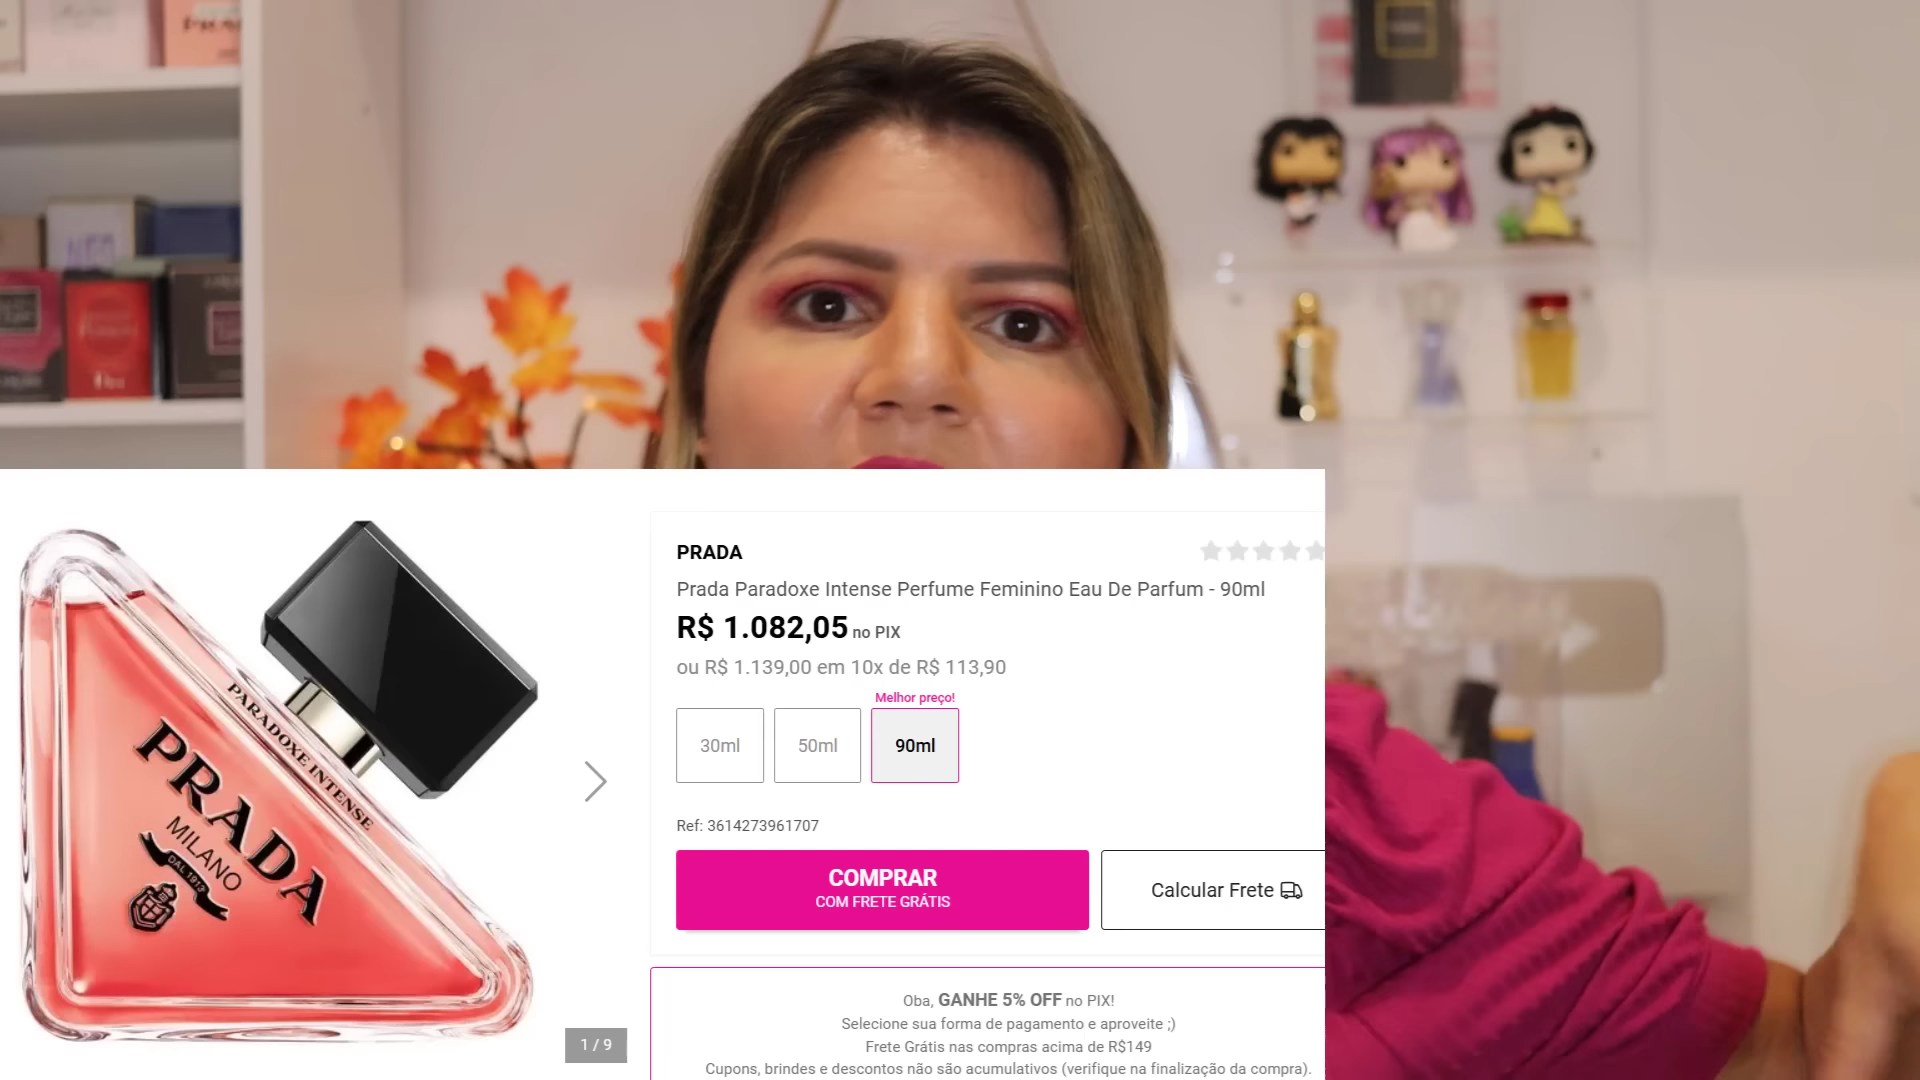 PRADA
Prada Paradoxe Intense Perfume Feminino Eau De Parfum - 90ml
R$ 1.082,05 no PIX
ou R$ 1.139,00 em 10x de R$ 113,90
Melhor preço!
30ml
50ml
90ml
Ref: 3614273961707
COMPRAR
COM FRETE GRÁTIS
Calcular Frete
Oba, GANHE 5% OFF no PIX!
Selecione sua forma de pagamento e aproveite ;)
Frete Grátis nas compras acima de R$149
Cupons, brindes e descontos não são acumulativos (verifique na finalização da compra).
PARADOXE INTENSE
PRADA
MILANO
DAL 1913
1 / 9